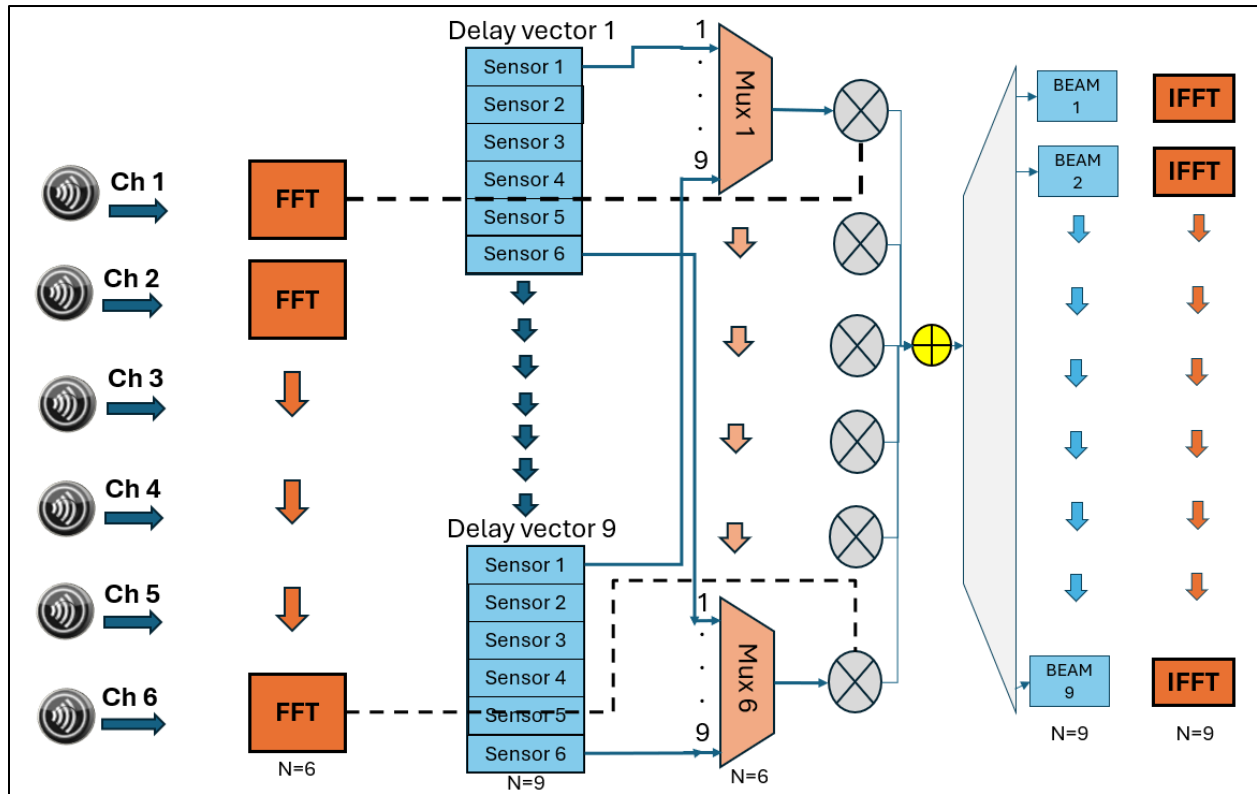 Ch 1
Ch 2
Ch 3
Ch 4
Ch 5
Ch 6
FFT
FFT
FFT
N=6
Delay vector 1
Sensor 1
Sensor 2
Sensor 3
Sensor 4
Sensor 5
Sensor 6
Delay vector 9
Sensor 1
Sensor 2
Sensor 3
Sensor 4
Sensor 5
Sensor 6
N=9
1
9
Mux 1
1
9
Mux 6
N=6
BEAM
1
BEAM
2
BEAM
9
N=9
IFFT
IFFT
IFFT
N=9